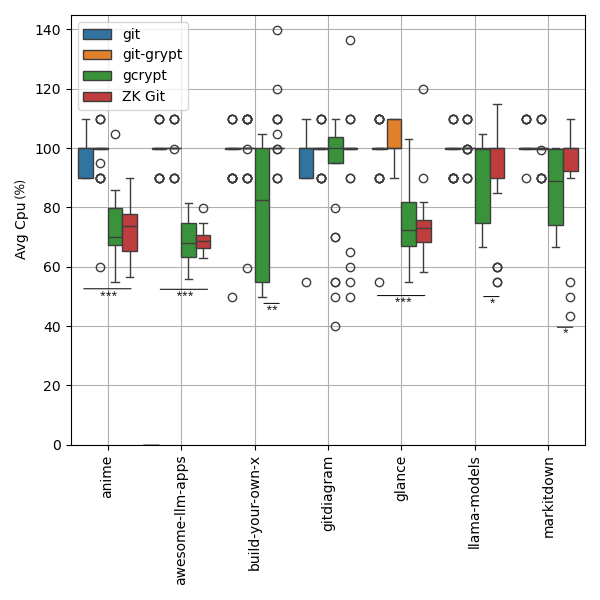 git
git-grypt
gcrypt
ZK Git
140
120
100
80
60
40
20
0
Avg Cpu (%)
***
***
**
***
*
*
anime
awesome-llm-apps
build-your-own-x
gitdiagram
glance
llama-models
markitdown